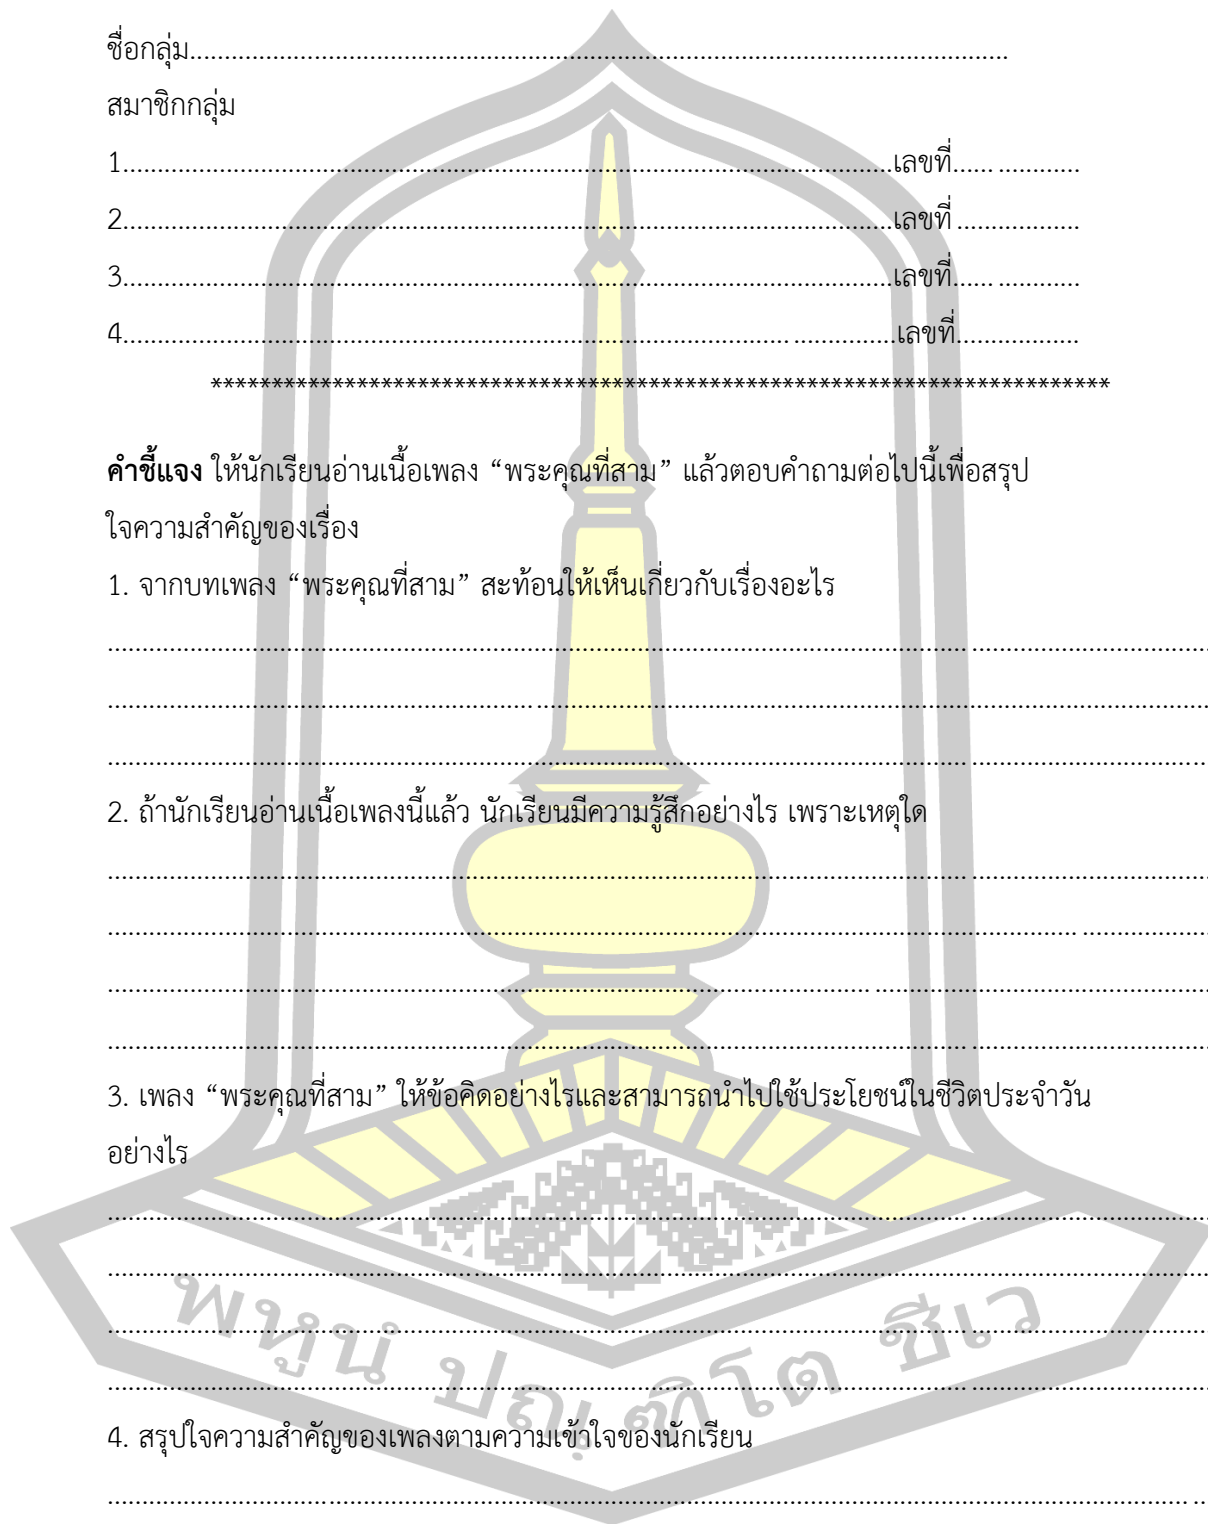 ชื่อกลุ่ม.......................................................................................................................
สมาชิกกลุ่ม
1................................................................................................................เลขที่...... ............
2................................................................................................................เลขที่ ..................
3................................................................................................................เลขที่...... ............
4................................................................................................. ...............เลขที่..................
**************************************************************************
คำชี้แจง ให้นักเรียนอ่านเนื้อเพลง “พระคุณที่สาม” แล้วตอบคำถามต่อไปนี้เพื่อสรุป
ใจความสำคัญของเรื่อง
1. จากบทเพลง “พระคุณที่สาม” สะท้อนให้เห็นเกี่ยวกับเรื่องอะไร
2. ถ้านักเรียนอ่านเนื้อเพลงนี้แล้ว นักเรียนมีความรู้สึกอย่างไร เพราะเหตุใด
3. เพลง “พระคุณที่สาม” ให้ข้อคิดอย่างไรและสามารถนำไปใช้ประโยชน์ในชีวิตประจำวัน
อย่างไร
พหูนํ ปณฺฑิโต ชีเว
4. สรุปใจความสำคัญของเพลงตามความเข้าใจของนักเรียน